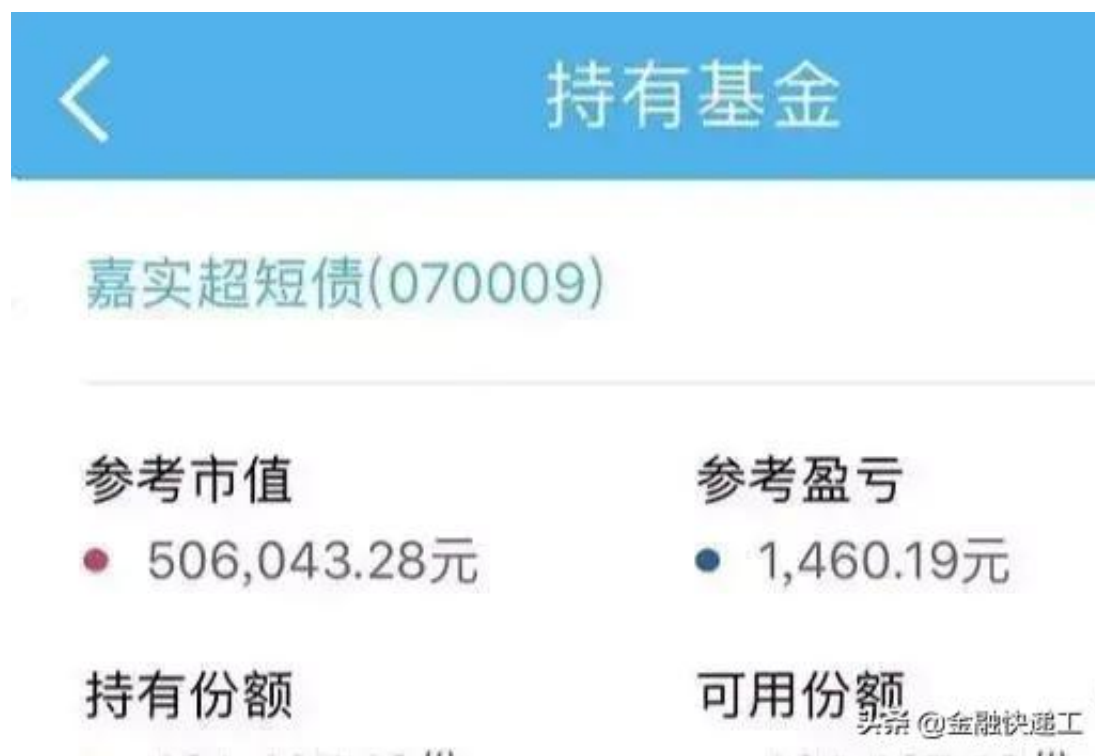 持有基金
嘉实超短债(070009)
参考市值 参考盈亏
506,043.28元 1,460.19元
持有份额 可用份额
头条 @金融快递工